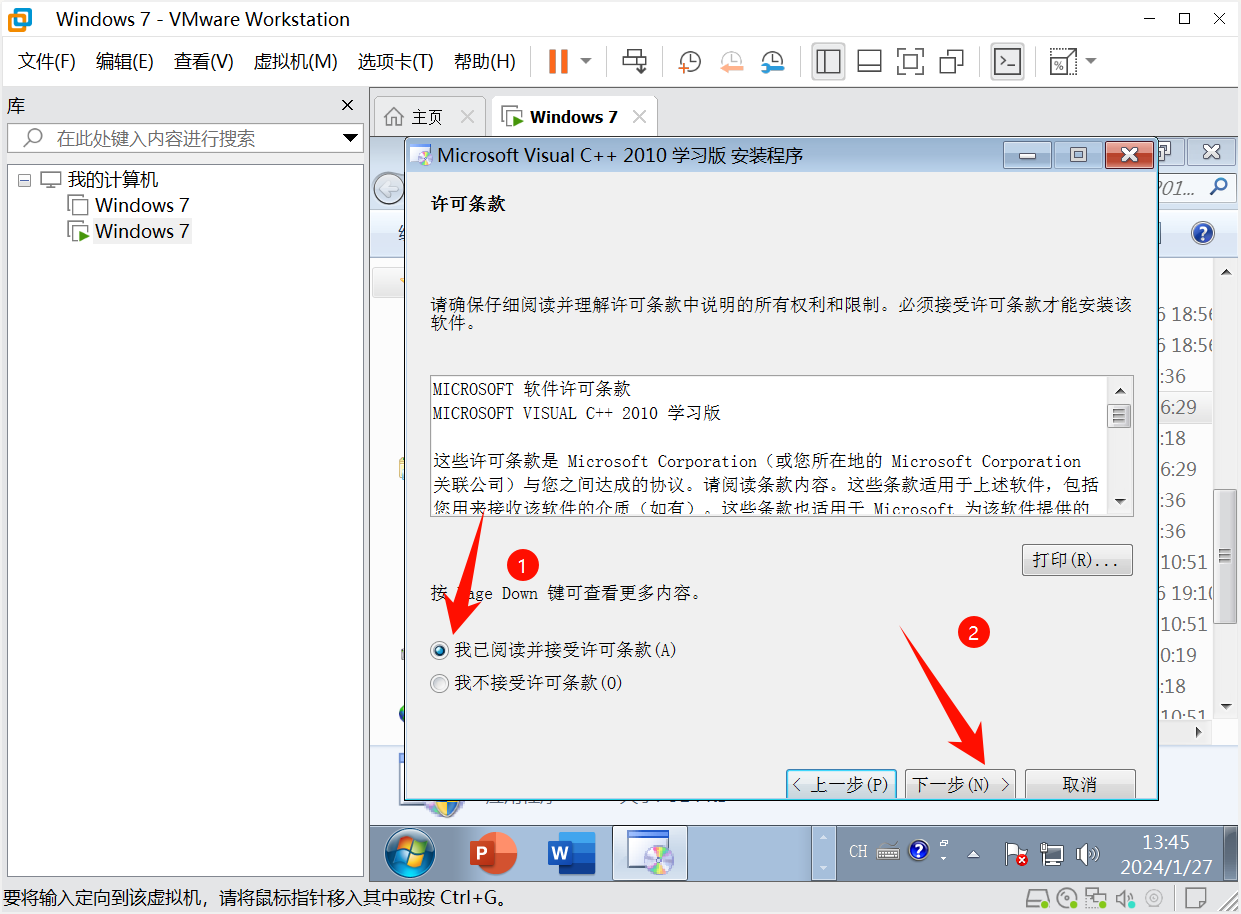 Windows 7 - VMware Workstation
文件(F) 编辑(E) 查看(V) 虚拟机(M) 选项卡(T) 帮助(H)
库
在此处键入内容进行搜索
我的计算机
Windows 7
Windows 7
主页
Windows 7
Microsoft Visual C++ 2010 学习版 安装程序
201...
许可条款
请确保仔细阅读并理解许可条款中说明的所有权利和限制。必须接受许可条款才能安装该
软件。
MICROSOFT 软件许可条款
MICROSOFT VISUAL C++ 2010 学习版
这些许可条款是 Microsoft Corporation（或您所在地的 Microsoft Corporation
关联公司）与您之间达成的协议。请阅读条款内容。这些条款适用于上述软件，包括
您用来接收该软件的介质（如有）。这些条款也适用于 Microsoft 为该软件提供的
打印(R)...
1
按 age Down 键可查看更多内容。
2
我已阅读并接受许可条款(A)
我不接受许可条款(O)
< 上一步(P)
下一步(N) >
取消
6 18:56
6 18:56
:36
6:29
:18
6:29
:36
:36
10:51
6 19:10
10:51
0:19
:18
10:51
CH
13:45
2024/1/27
要将输入定向到该虚拟机，请将鼠标指针移入其中或按 Ctrl+G。